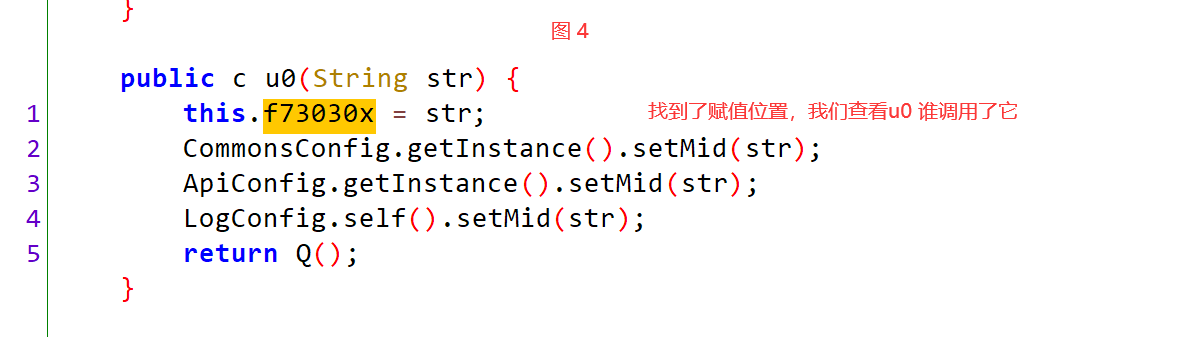 }
图 4
public c u0(String str) {
1 this.f73030x = str; 找到了赋值位置，我们查看u0 谁调用了它
2 CommonsConfig.getInstance().setMid(str);
3 ApiConfig.getInstance().setMid(str);
4 LogConfig.self().setMid(str);
5 return Q();
}